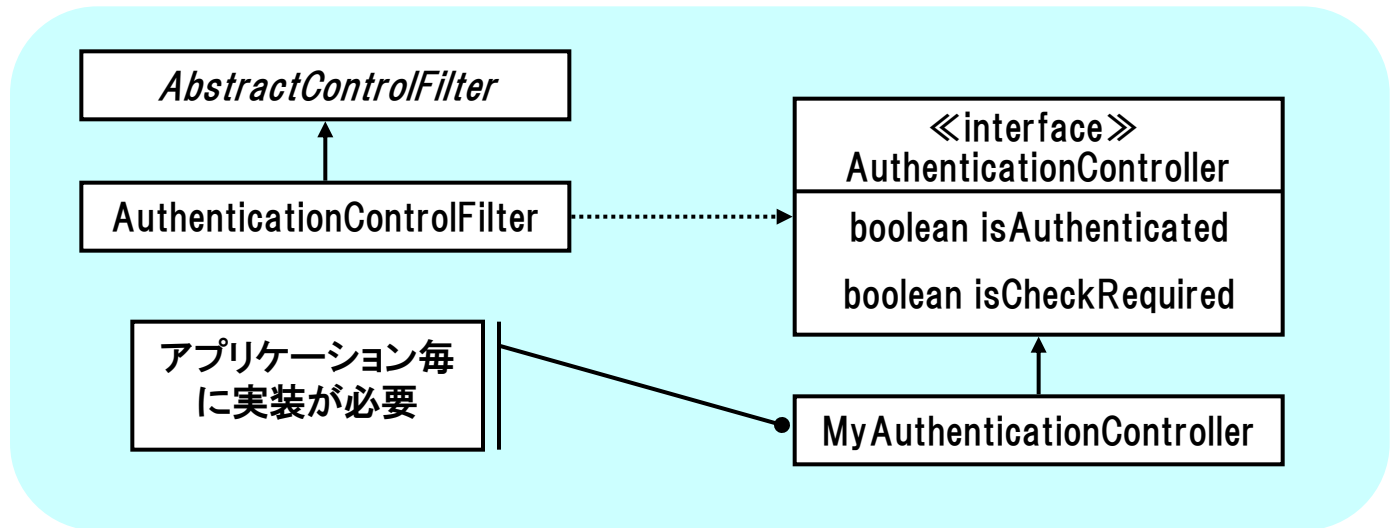 AbstractControlFilter
AuthenticationControlFilter
≪interface≫
AuthenticationController
boolean isAuthenticated
boolean isCheckRequired
アプリケーション毎
に実装が必要
MyAuthenticationController